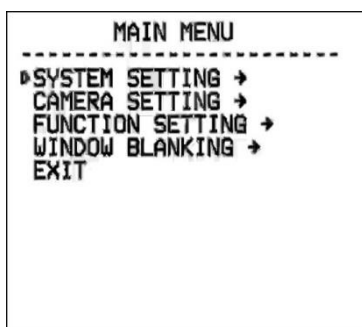 MAIN MENU
SYSTEM SETTING →
CAMERA SETTING →
FUNCTION SETTING →
WINDOW BLANKING →
EXIT